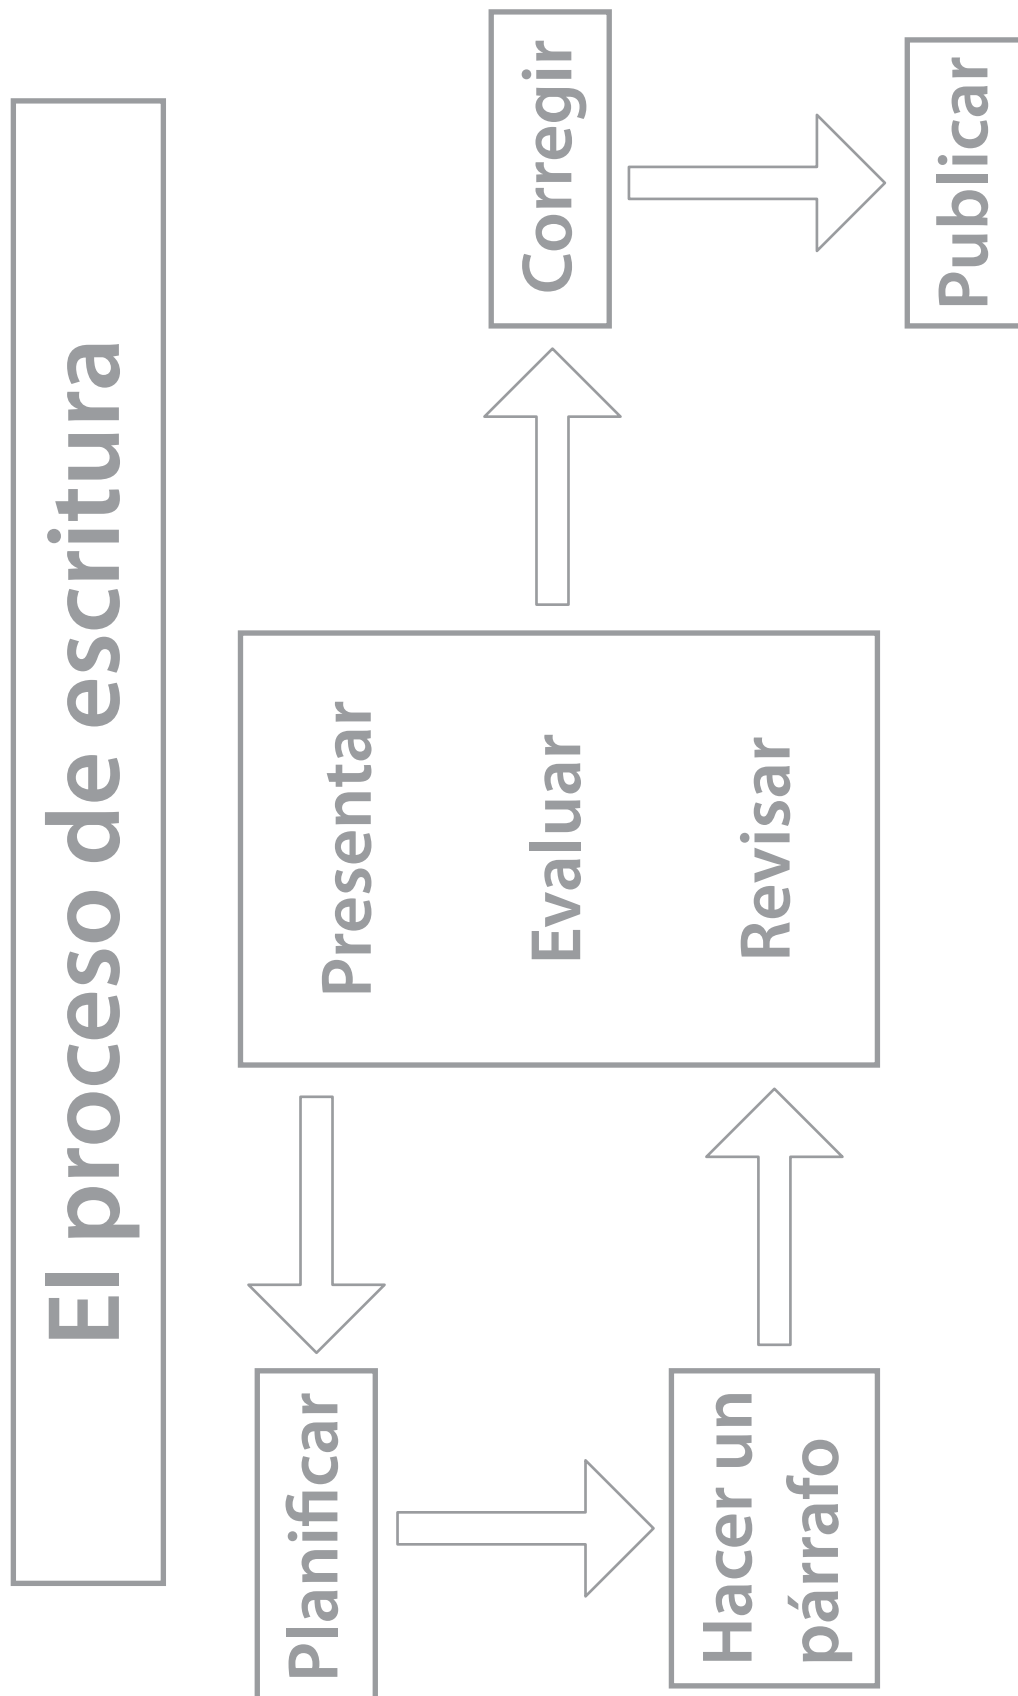 El proceso de escritura
Planificar
Hacer un
párrafo
Presentar
Evaluar
Revisar
Corregir
Publicar